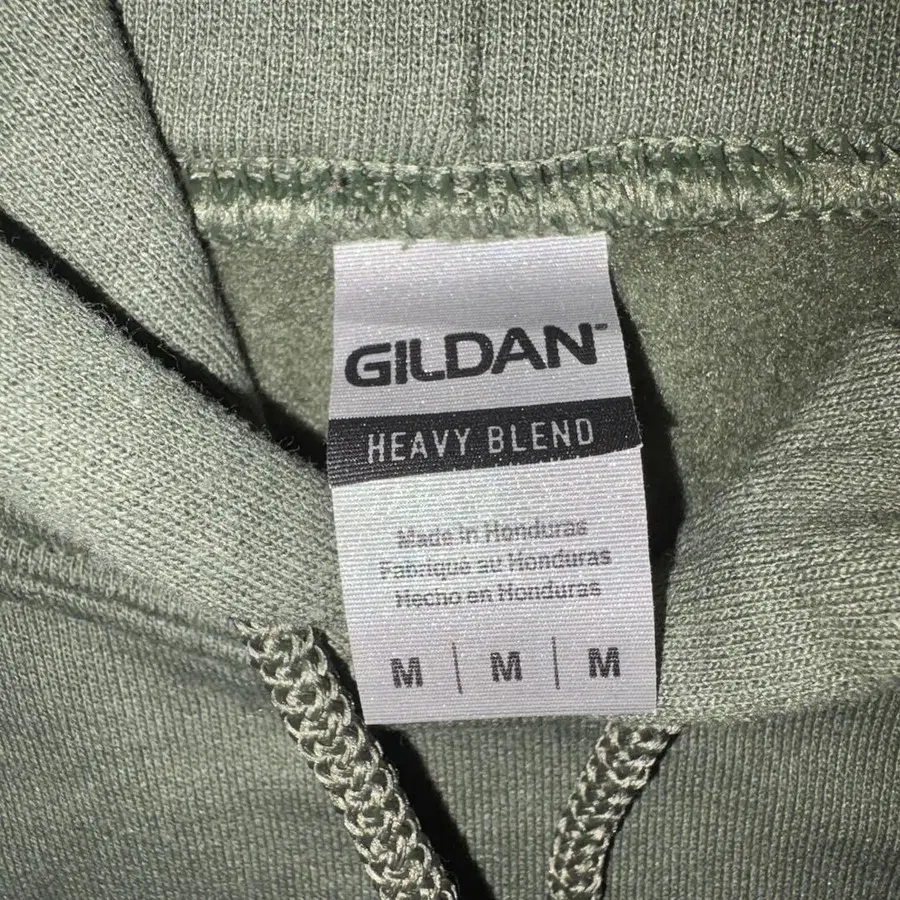 GILDAN
HEAVY BLEND
Made in Honduras
Fabriqué au Honduras
Hecho en Honduras
M | M | M